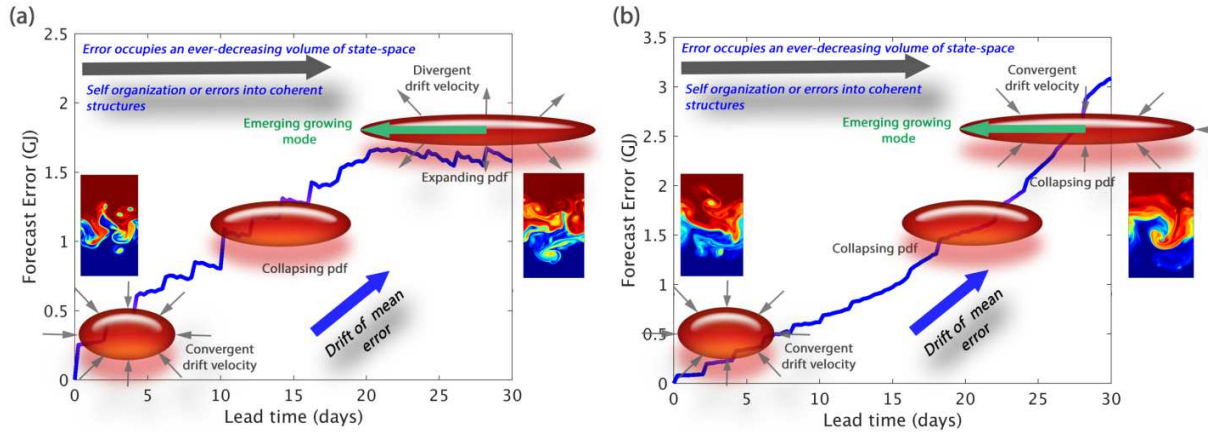 (a)
Error occupies an ever-decreasing volume of state-space
Self organization or errors into coherent
structures
Divergent
drift velocity
Emerging growing
mode
Expanding pdf
Collapsing pdf
Convergent
drift velocity
Drift of mean
error
Forecast Error (GJ)
2.5
2
1.5
1
0.5
0
0
5
10
15
20
25
30
Lead time (days)
(b)
Error occupies an ever-decreasing volume of state-space
Self organization or errors into coherent
structures
Convergent
drift velocity
Emerging growing
mode
Collapsing pdf
Collapsing pdf
Convergent
drift velocity
Drift of mean
error
Forecast Error (GJ)
3.5
3
2.5
2
1.5
1
0.5
0
0
5
10
15
20
25
30
Lead time (days)